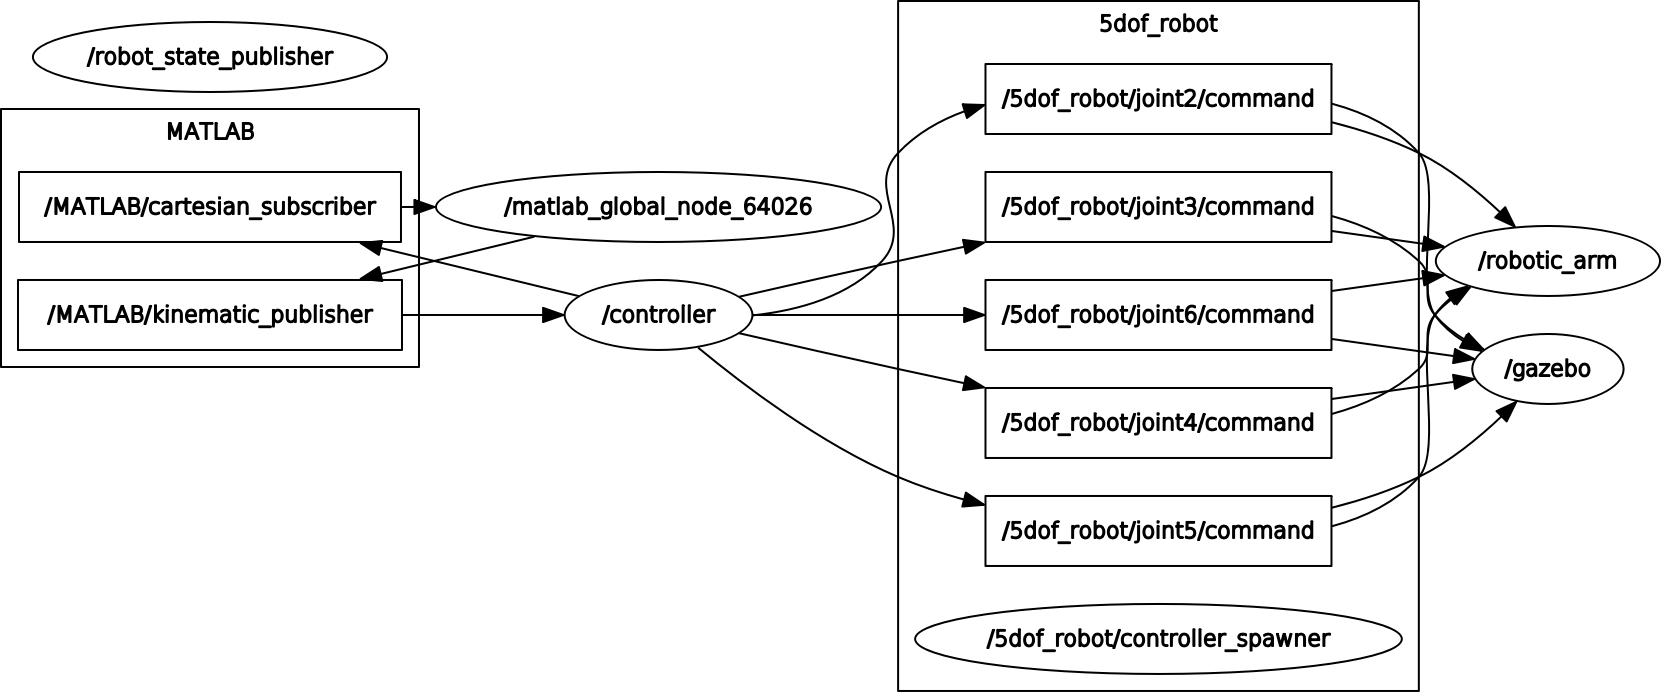 /robot_state_publisher
MATLAB
/MATLAB/cartesian_subscriber
/MATLAB/kinematic_publisher
/matlab_global_node_64026
/controller
5dof_robot
/5dof_robot/joint2/command
/5dof_robot/joint3/command
/5dof_robot/joint6/command
/5dof_robot/joint4/command
/5dof_robot/joint5/command
/5dof_robot/controller_spawner
/robotic_arm
/gazebo